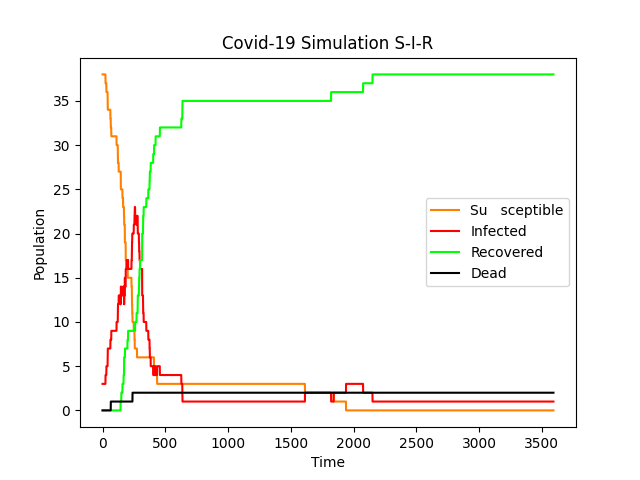 Covid-19 Simulation S-I-R
35
30
25
20
15
10
5
0
Population
Su   sceptible
Infected
Recovered
Dead
0 500 1000 1500 2000 2500 3000 3500
Time